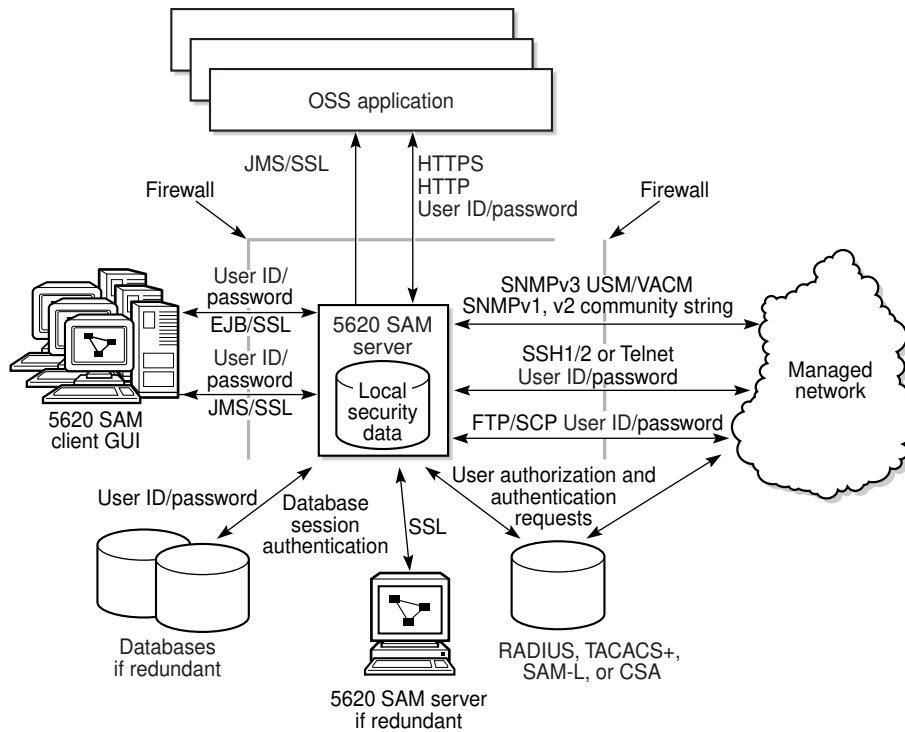 OSS application
JMS/SSL
HTTPS
HTTP
User ID/password
Firewall
Firewall
User ID/
password
EJB/SSL
User ID/
password
JMS/SSL
5620 SAM
client GUI
5620 SAM
server
Local
security
data
SNMPv3 USM/VACM
SNMPv1, v2 community string
SSH1/2 or Telnet
User ID/password
FTP/SCP User ID/password
Managed
network
User ID/password
Database
session
authentication
SSL
User authorization and
authentication
requests
Databases
if redundant
5620 SAM server
if redundant
RADIUS, TACACS+,
SAM-L, or CSA